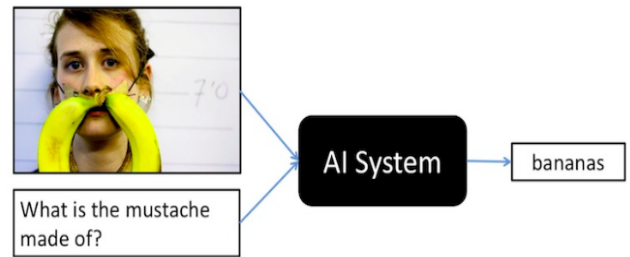 7'0
What is the mustache
made of?
AI System
bananas